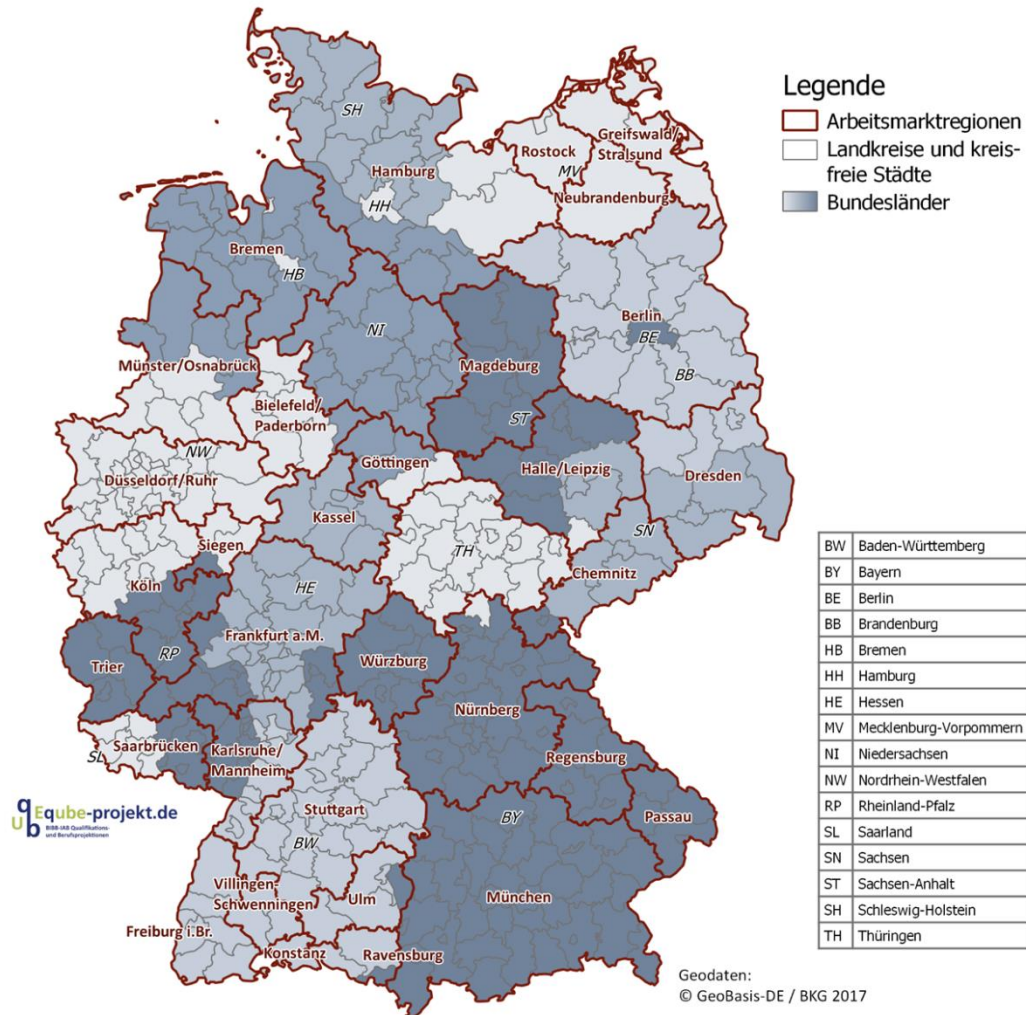 Legende
Arbeitsmarktregionen
Landkreise und kreis-
freie Städte
Bundesländer
SH
Hamburg
HH
Rostock
MV
Greifswald/
Stralsund
Neubrandenburg
Bremen
HB
NI
Berlin
BE
BB
Magdeburg
ST
Münster/Osnabrück
Bielefeld/
Paderborn
NW
Düsseldorf/Ruhr
Göttingen
Halle/Leipzig
Dresden
Kassel
SN
Siegen
TH
Chemnitz
Köln
HE
Frankfurt a.M.
Trier
RP
Würzburg
Nürnberg
Saarbrücken
SL
Karlsruhe/
Mannheim
Regensburg
Stuttgart
BW
BY
Passau
Villingen-
Schwenningen
Ulm
München
Freiburg i.Br.
Konstanz
Ravensburg
qube-projekt.de
BIBB-IAB Qualifikations-
und Berufsprojektionen
BW Baden-Württemberg
BY Bayern
BE Berlin
BB Brandenburg
HB Bremen
HH Hamburg
HE Hessen
MV Mecklenburg-Vorpommern
NI Niedersachsen
NW Nordrhein-Westfalen
RP Rheinland-Pfalz
SL Saarland
SN Sachsen
ST Sachsen-Anhalt
SH Schleswig-Holstein
TH Thüringen
Geodaten:
© GeoBasis-DE / BKG 2017